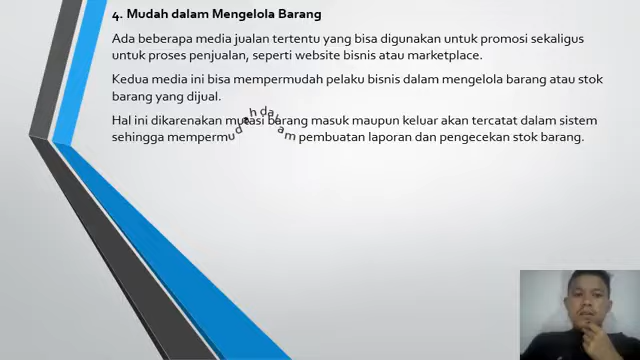 4. Mudah dalam Mengelola Barang
Ada beberapa media jualan tertentu yang bisa digunakan untuk promosi sekaligus
untuk proses penjualan, seperti website bisnis atau marketplace.
Kedua media ini bisa mempermudah pelaku bisnis dalam mengelola barang atau stok
barang yang dijual.
Hal ini dikarenakan mutasi barang masuk maupun keluar akan tercatat dalam sistem
sehingga mempermudah dalam pembuatan laporan dan pengecekan stok barang.